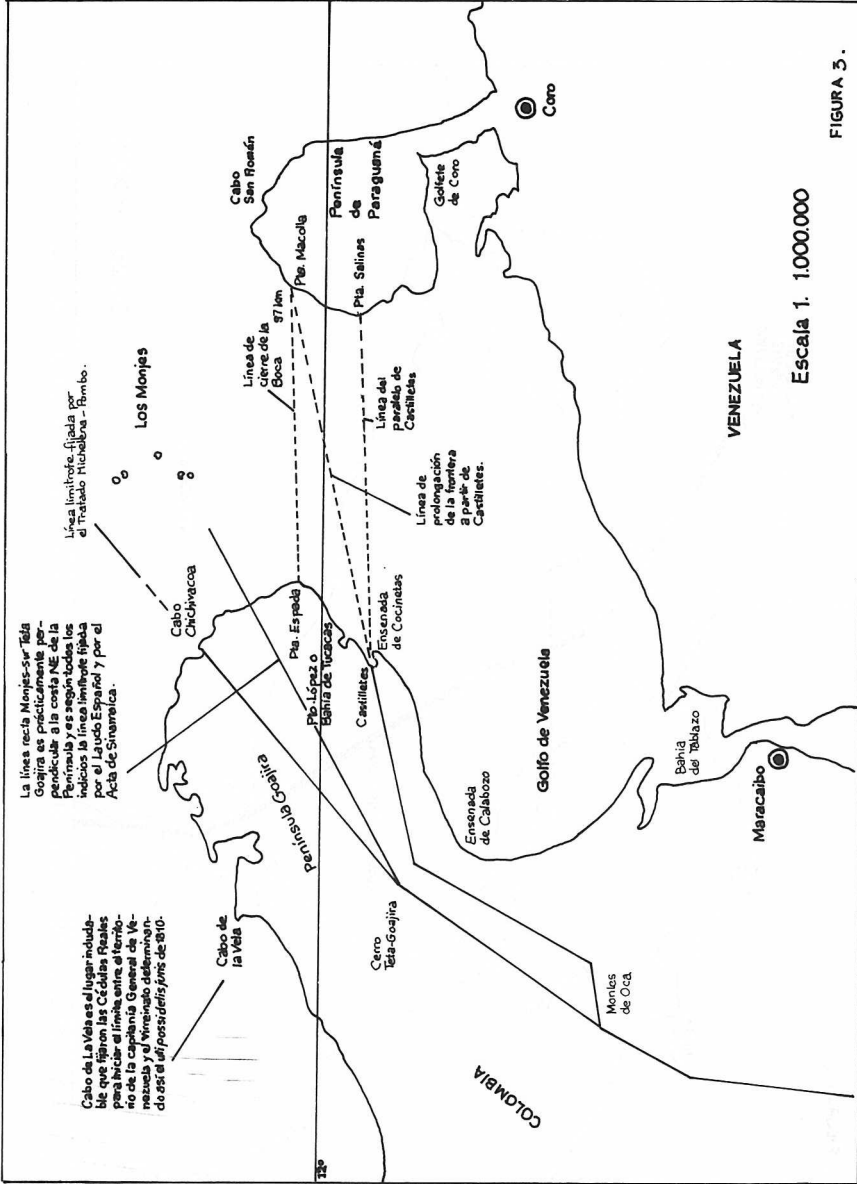 Cabo de La Vela es el lugar induda-
ble que fijaron las Cédulas Reales
para iniciar el límite entre el territo-
rio de la capitanía General de Ve-
nezuela y el Virreinato determinan-
do así el uti possidetis juris de 1810.
La línea recta Monjes-sur Teta
Goajira es prácticamente per-
pendicular a la costa NE de la
Península y es según todos los
indicios la línea limítrofe fijada
por el Laudo Español y por el
Acta de Sinamaica.
Línea limítrofe fijada por
el Tratado Michelena - Pombo.
LOS Monjes
Cabo
San Román
Cabo
Chichivacoa
Cabo de
la Vela
Península Goajira
Línea de
cierre de la
Boca
97 km
Pta. Macolla
Península
de
Paraguaná
Pta. Espada
12º
Pto. López o
Bahía de Tucacas
Pta. Salinas
Castilletes
Ensenada
de Cocinetas
Línea del
paralelo de
Castilletes
Línea de
prolongación
de la frontera
a partir de
Castilletes.
Golfete
de Coro
Coro
Cerro
Teta-Goajira
Ensenada
de Calabozo
Golfo de Venezuela
COLOMBIA
Montes
de Oca
Bahía
del Tablazo
Maracaibo
VENEZUELA
Escala 1. 1.000.000
FIGURA 3.